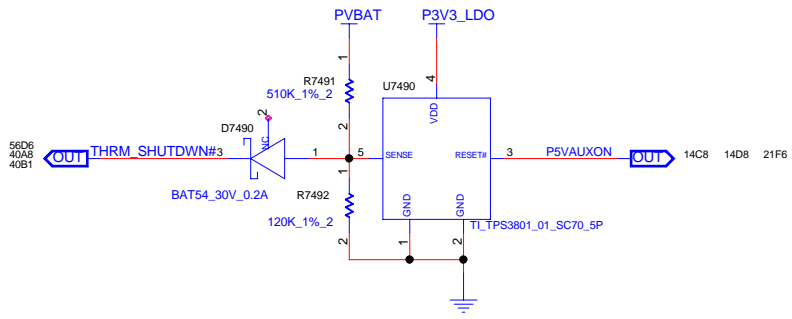 PVBAT
P3V3_LDO
1
4
R7491
U7490
510K_1%_2
VDD
2
D7490
2
NC
56D6
40A8
40B1
OUT
THRM_SHUTDWN#
3
1
5
SENSE
RESET#
3
P5VAUXON
OUT
14C8 14D8 21F6
1
BAT54_30V_0.2A
R7492
GND
GND
120K_1%_2
TI_TPS3801_01_SC70_5P
2
1
2